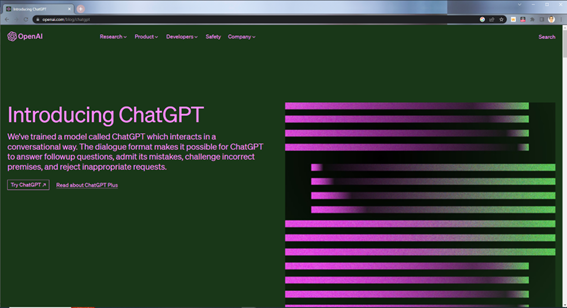 Introducing ChatGPT
openai.com/blog/chatgpt
OpenAI
Research Product Developers Safety Company Search
Introducing ChatGPT
We've trained a model called ChatGPT which interacts in a
conversational way. The dialogue format makes it possible for ChatGPT
to answer followup questions, admit its mistakes, challenge incorrect
premises, and reject inappropriate requests.
Try ChatGPT ↗ Read about ChatGPT Plus